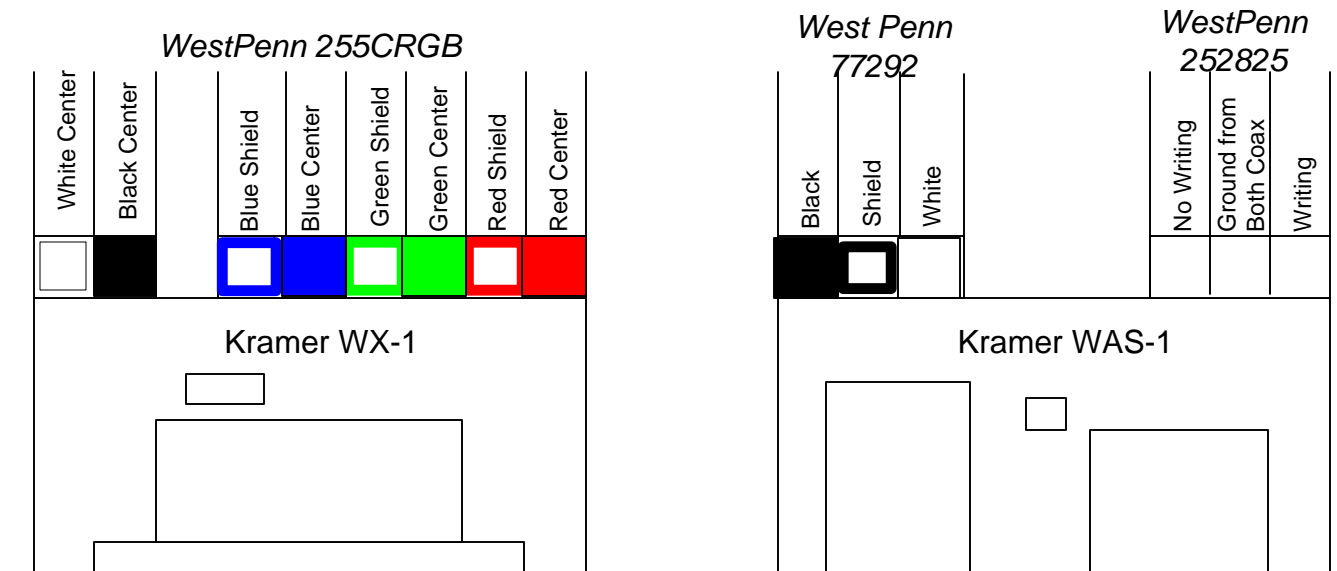 WestPenn 255CRGB
White Center
Black Center
Blue Shield
Blue Center
Green Shield
Green Center
Red Shield
Red Center
Kramer WX-1
West Penn
77292
Black
Shield
White
WestPenn
252825
No Writing
Ground from
Both Coax
Writing
Kramer WAS-1